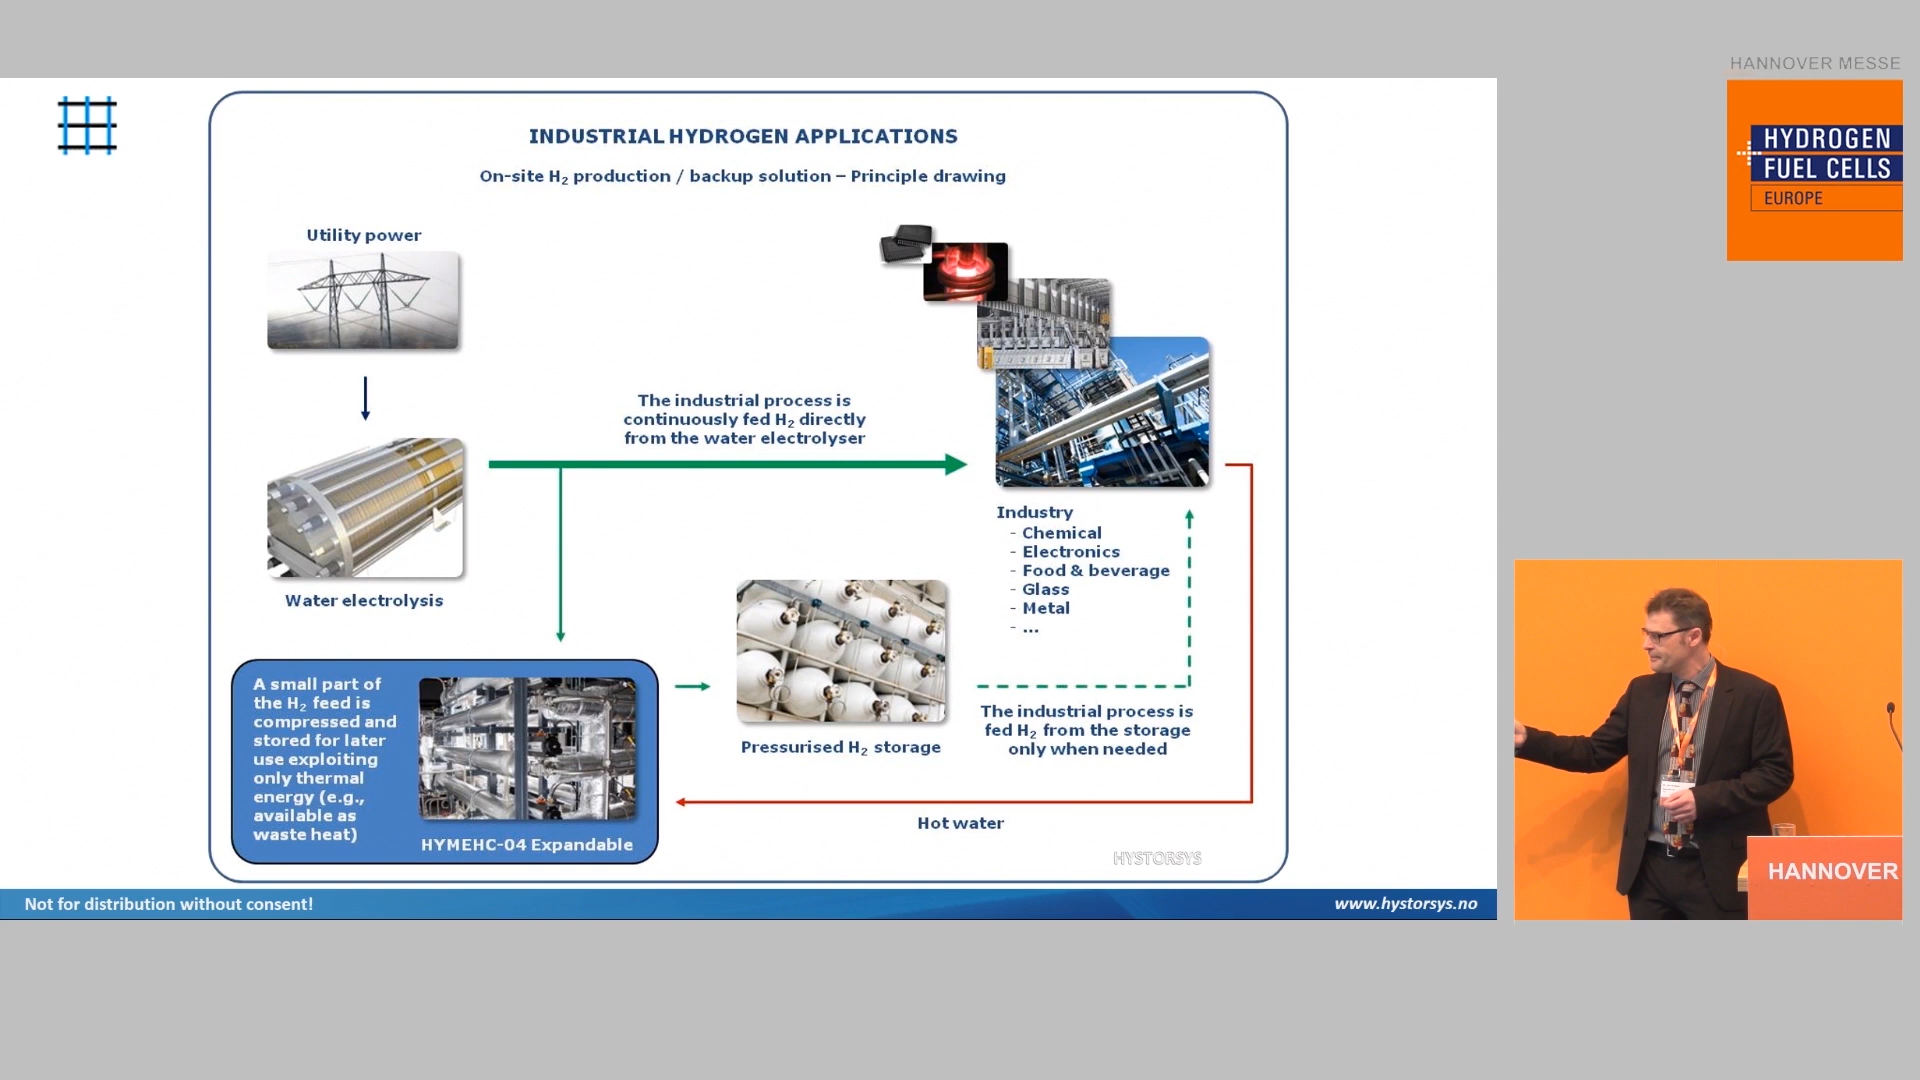 HANNOVER MESSE
HYDROGEN
FUEL CELLS
EUROPE
INDUSTRIAL HYDROGEN APPLICATIONS
On-site H₂ production / backup solution – Principle drawing
Utility power
The industrial process is
continuously fed H₂ directly
from the water electrolyser
Water electrolysis
Industry
- Chemical
- Electronics
- Food & beverage
- Glass
- Metal
- ...
A small part of
the H₂ feed is
compressed and
stored for later
use exploiting
only thermal
energy (e.g.,
available as
waste heat)
HYMEHC-04 Expandable
Pressurised H₂ storage
The industrial process is
fed H₂ from the storage
only when needed
Hot water
HYSTORSYS
Not for distribution without consent!
www.hystorsys.no
HANNOVER